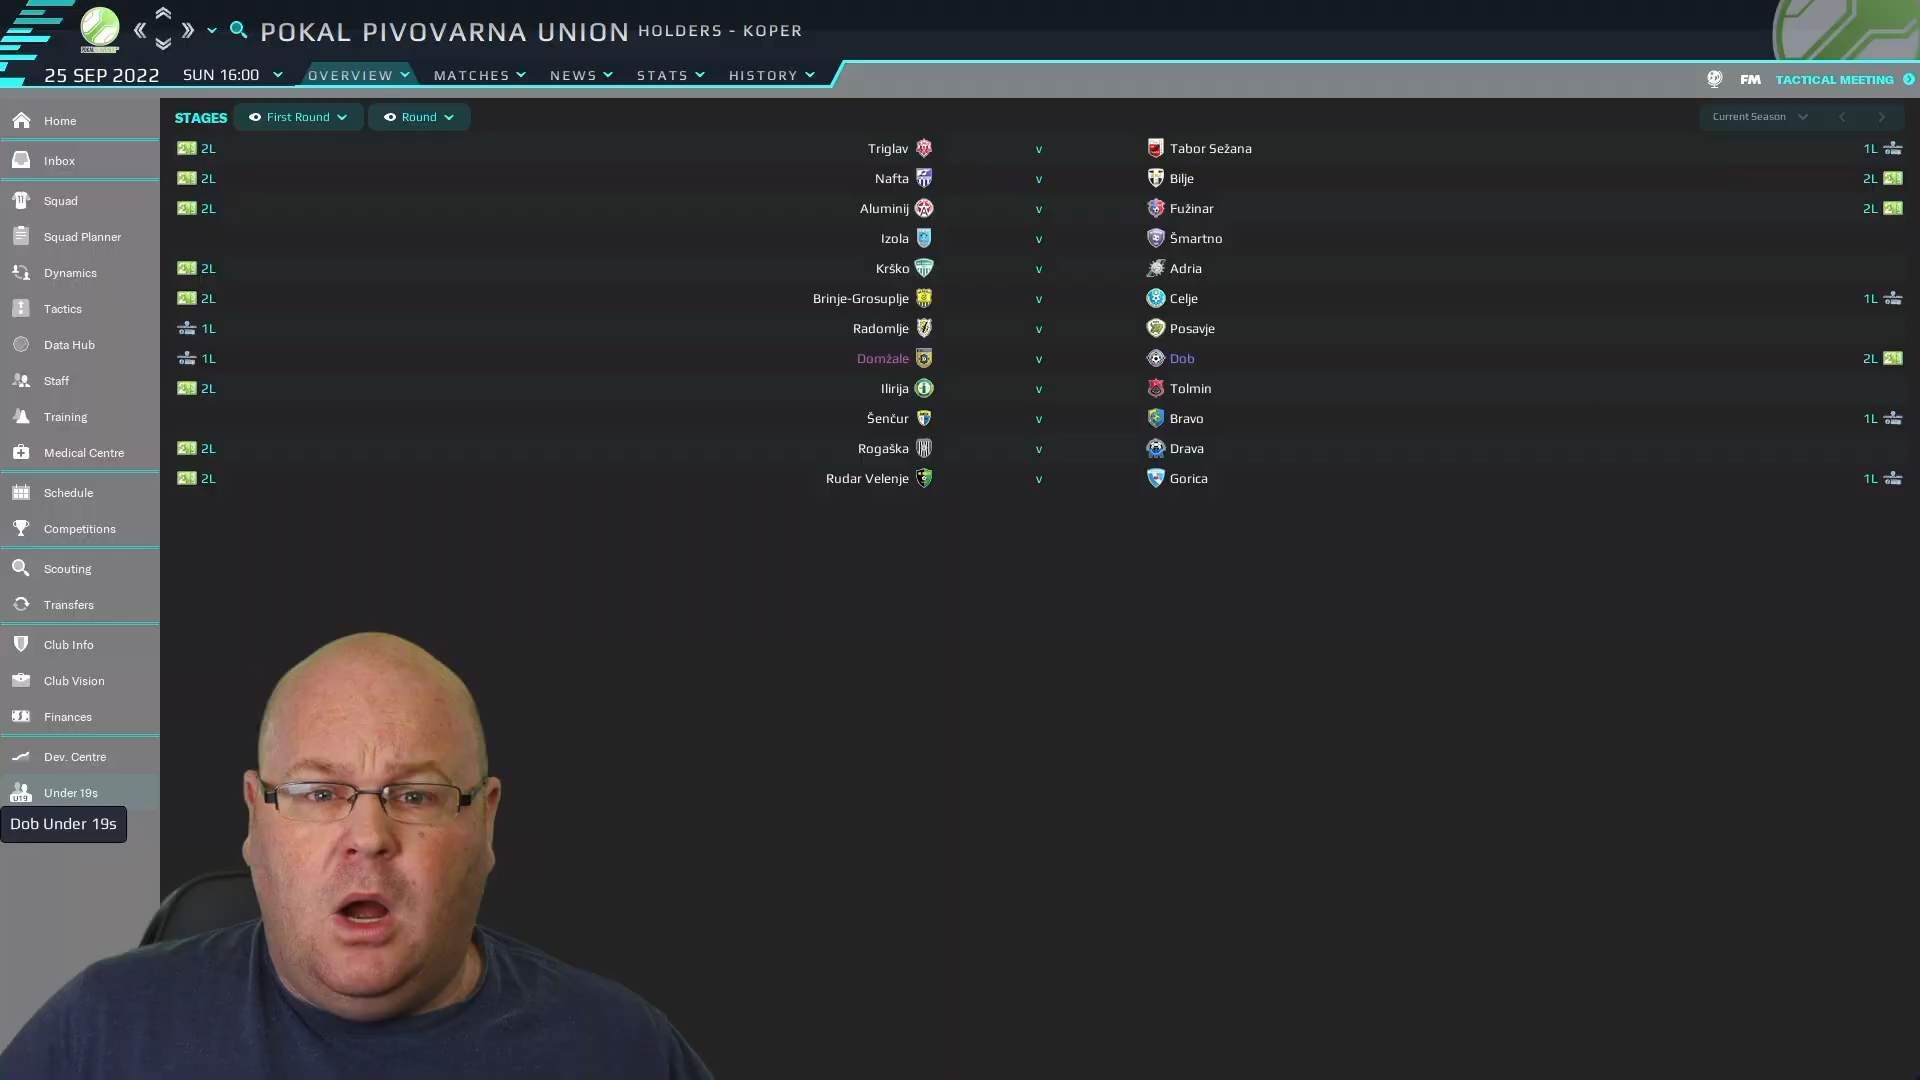 POKAL PIVOVARNA UNION HOLDERS - KOPER
25 SEP 2022 SUN 16:00 OVERVIEW MATCHES NEWS STATS HISTORY FM TACTICAL MEETING
STAGES First Round Round Current Season
Home
Inbox
Squad
Squad Planner
Dynamics
Tactics
Data Hub
Staff
Training
Medical Centre
Schedule
Competitions
Scouting
Transfers
Club Info
Club Vision
Finances
Dev. Centre
U19 Under 19s
Dob Under 19s
2L Triglav v Tabor Sežana 1L
2L Nafta v Bilje 2L
2L Aluminij v Fužinar 2L
Izola v Šmartno
2L Krško v Adria
2L Brinje-Grosuplje v Celje 1L
1L Radomlje v Posavje
1L Domžale v Dob 2L
2L Ilirija v Tolmin
Šenčur v Bravo 1L
2L Rogaška v Drava
2L Rudar Velenje v Gorica 1L